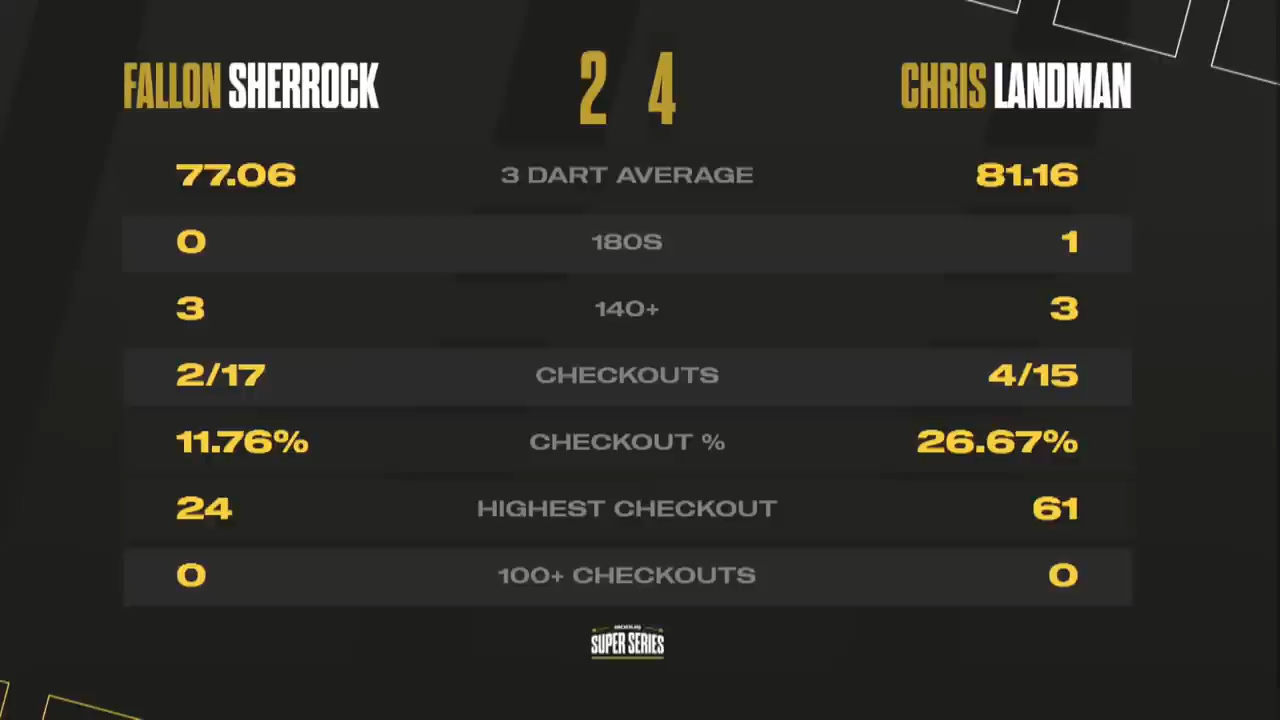 FALLON SHERROCK 2 4 CHRIS LANDMAN
77.06 3 DART AVERAGE 81.16
0 180S 1
3 140+ 3
2/17 CHECKOUTS 4/15
11.76% CHECKOUT % 26.67%
24 HIGHEST CHECKOUT 61
0 100+ CHECKOUTS 0
MODUS
SUPER SERIES